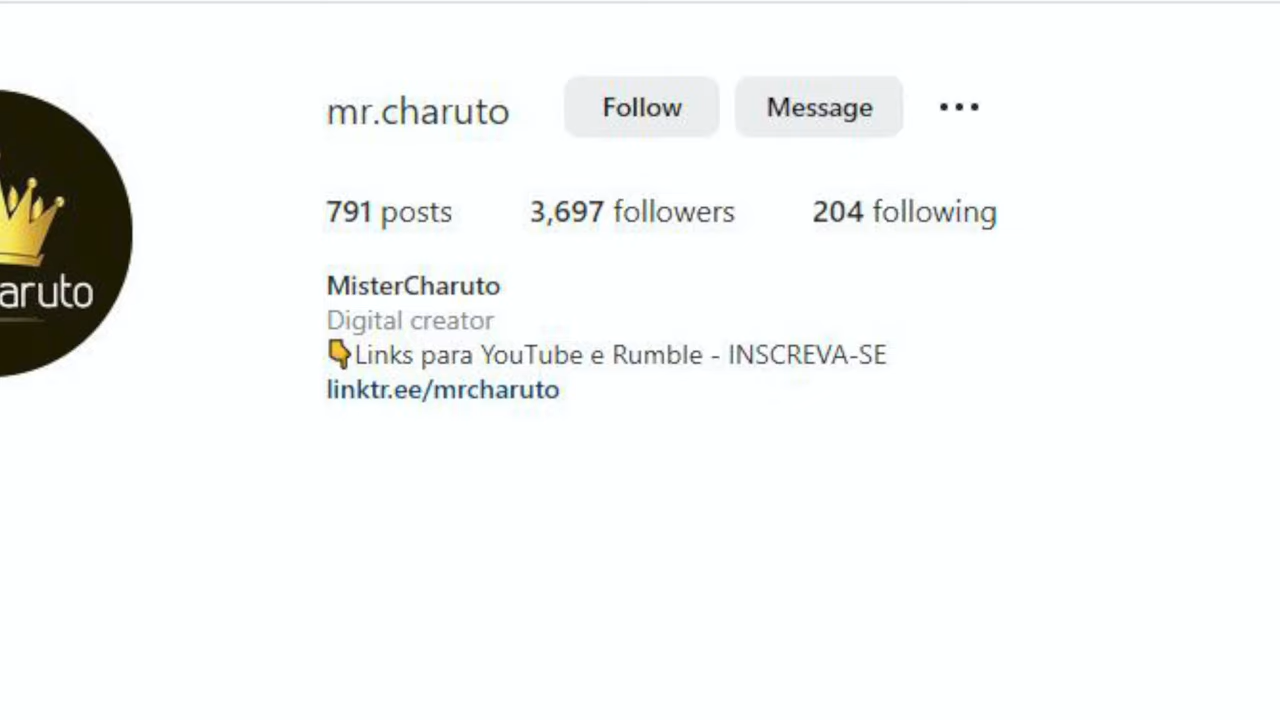 mr.charuto Follow Message
791 posts 3,697 followers 204 following
MisterCharuto
Digital creator
👇Links para YouTube e Rumble - INSCREVA-SE
linktr.ee/mrcharuto
aruto